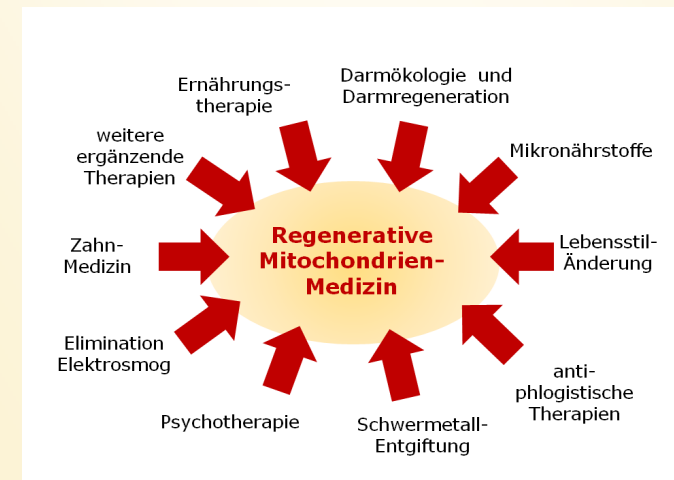 Ernährungs-
therapie
Darmökologie und
Darmregeneration
weitere
ergänzende
Therapien
Mikronährstoffe
Regenerative
Mitochondrien-
Medizin
Zahn-
Medizin
Lebensstil-
Änderung
Elimination
Elektrosmog
anti-
phlogistische
Therapien
Psychotherapie
Schwermetall-
Entgiftung